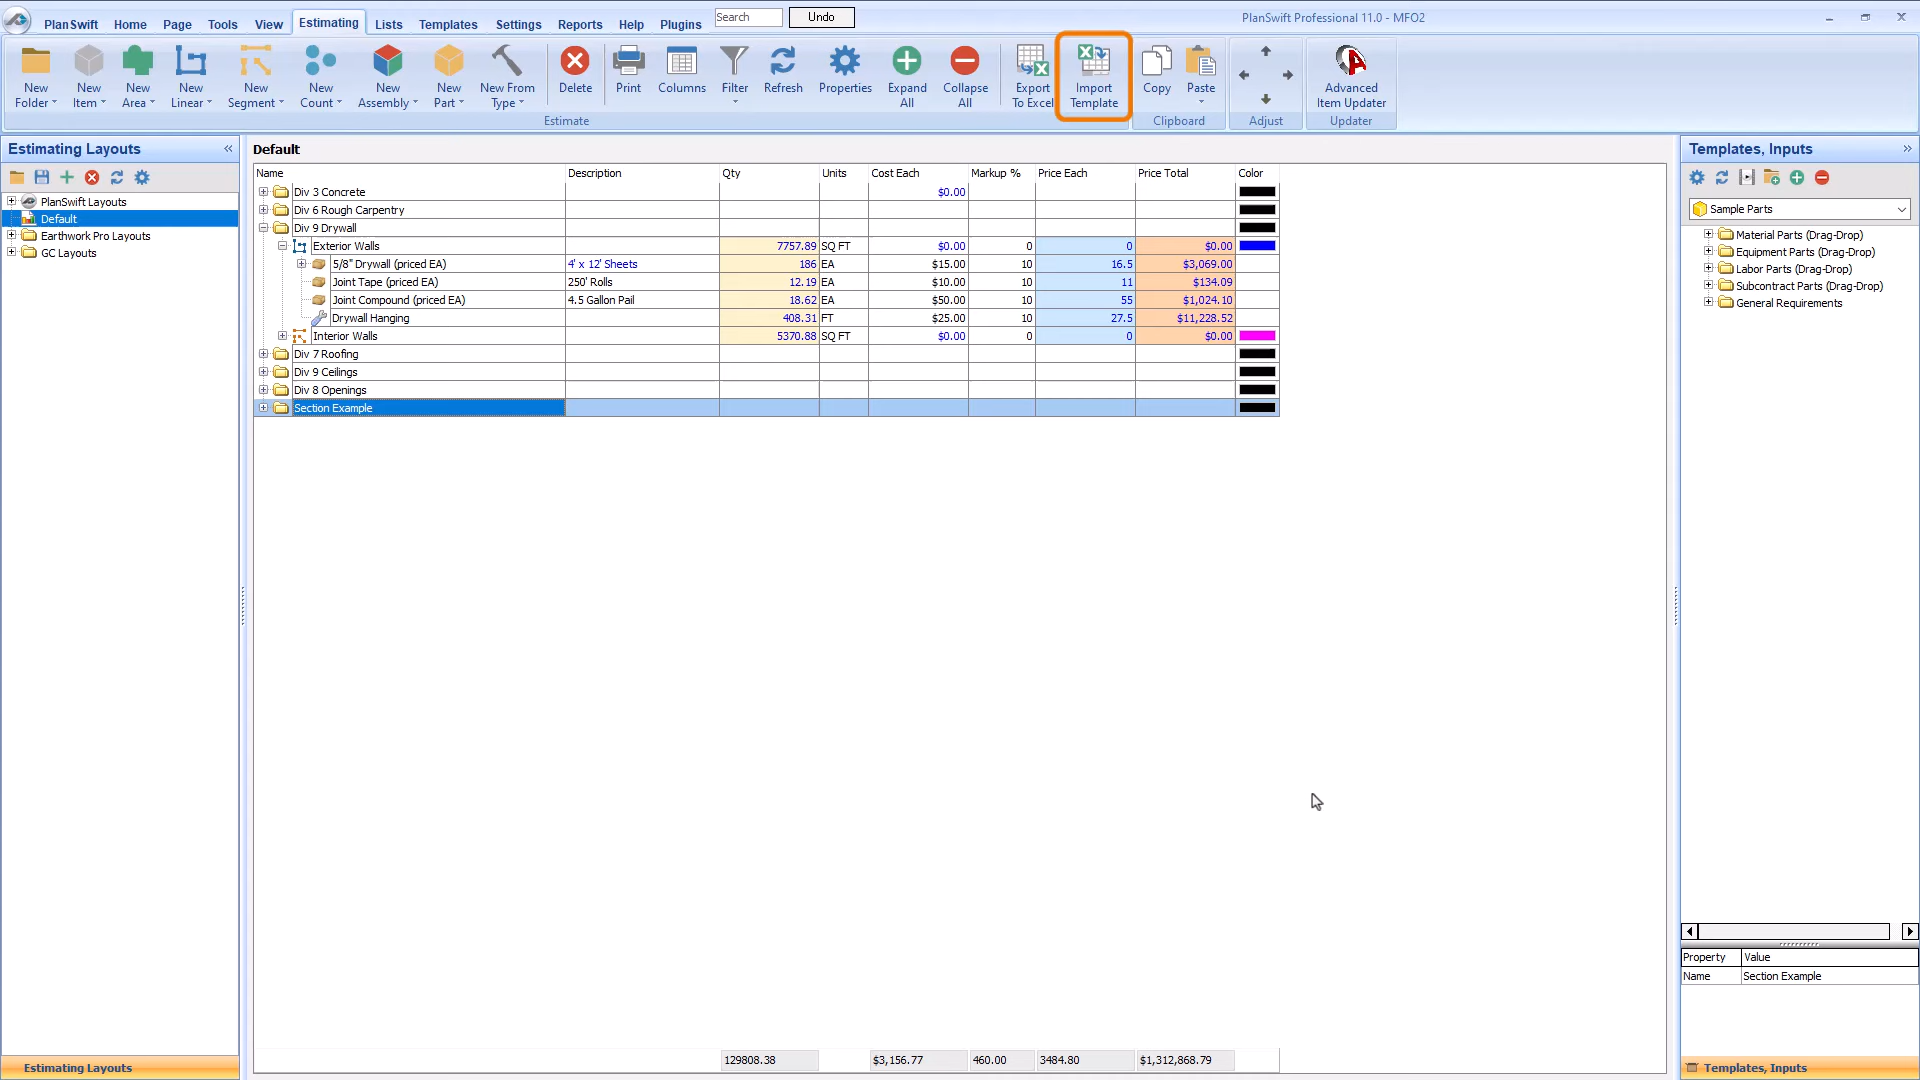 PlanSwift Home Page Tools View Estimating Lists Templates Settings Reports Help Plugins Search Undo PlanSwift Professional 11.0 - MFO2
New Folder New Item New Area New Linear New Segment New Count New Assembly New Part New From Type Delete Print Columns Filter Refresh Properties Expand All Collapse All Export To Excel Import Template Copy Paste Advanced Item Updater
Estimate Clipboard Adjust Updater
Estimating Layouts «
PlanSwift Layouts
Default
Earthwork Pro Layouts
GC Layouts
Estimating Layouts
Default
Name Description Qty Units Cost Each Markup % Price Each Price Total Color
Div 3 Concrete $0.00
Div 6 Rough Carpentry
Div 9 Drywall
Exterior Walls 7757.89 SQ FT $0.00 0 0 $0.00
5/8" Drywall (priced EA) 4' x 12' Sheets 186 EA $15.00 10 16.5 $3,069.00
Joint Tape (priced EA) 250' Rolls 12.19 EA $10.00 10 11 $134.09
Joint Compound (priced EA) 4.5 Gallon Pail 18.62 EA $50.00 10 55 $1,024.10
Drywall Hanging 408.31 FT $25.00 10 27.5 $11,228.52
Interior Walls 5370.88 SQ FT $0.00 0 0 $0.00
Div 7 Roofing
Div 9 Ceilings
Div 8 Openings
Section Example
129808.38 $3,156.77 460.00 3484.80 $1,312,868.79
Templates, Inputs »
Sample Parts
Material Parts (Drag-Drop)
Equipment Parts (Drag-Drop)
Labor Parts (Drag-Drop)
Subcontract Parts (Drag-Drop)
General Requirements
Property Value
Name Section Example
Templates, Inputs